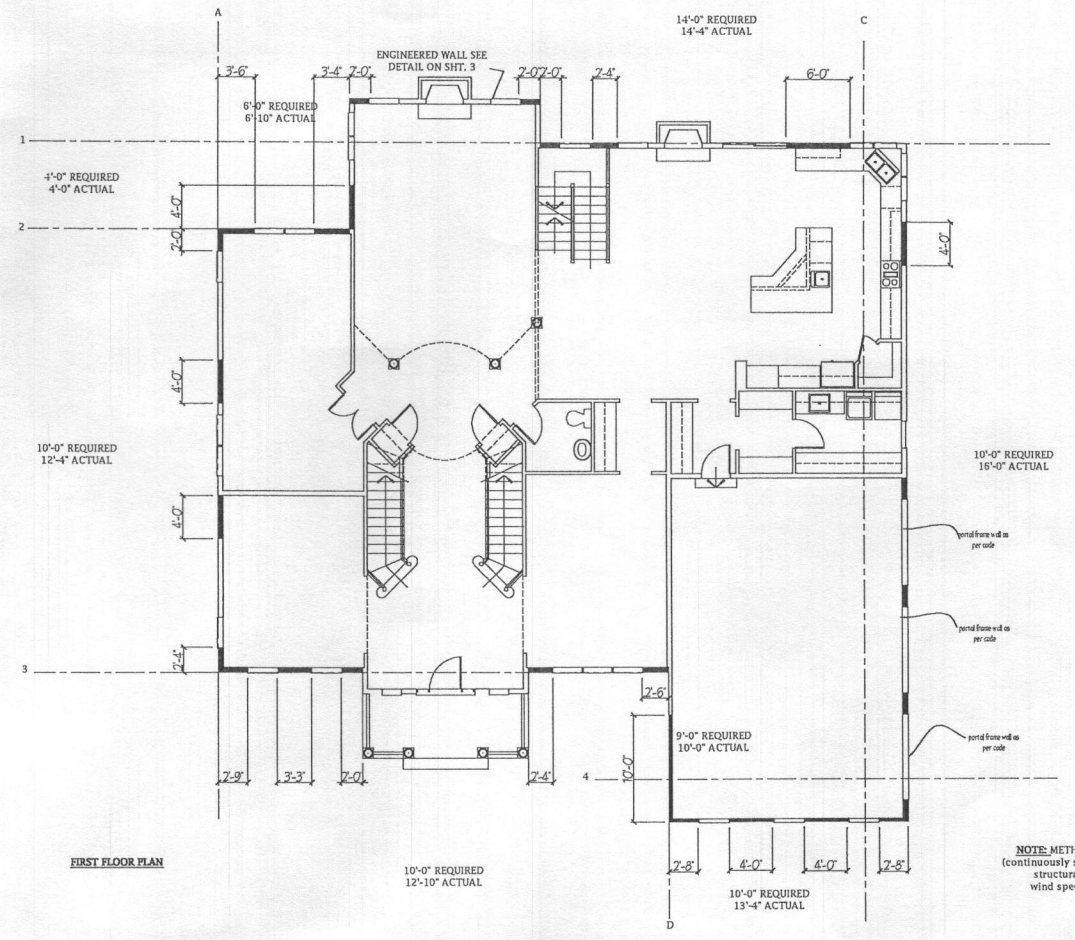 A
14'-0" REQUIRED
14'-4" ACTUAL
C
ENGINEERED WALL SEE
DETAIL ON SHT. 3
3'-6"
3'-4"
2'-0"
2'-0"
2'-0"
2'-4"
6'-0"
6'-0" REQUIRED
6'-10" ACTUAL
1
4'-0" REQUIRED
4'-0" ACTUAL
4'-0"
2
2'-0"
4'-0"
4'-0"
10'-0" REQUIRED
12'-4" ACTUAL
10'-0" REQUIRED
16'-0" ACTUAL
4'-0"
portal frame wall as
per code
portal frame wall as
per code
2'-4"
3
2'-6"
9'-0" REQUIRED
10'-0" ACTUAL
portal frame wall as
per code
2'-9"
3'-3"
2'-0"
2'-4"
4
10'-0"
FIRST FLOOR PLAN
10'-0" REQUIRED
12'-10" ACTUAL
2'-8"
4'-0"
4'-0"
2'-8"
10'-0" REQUIRED
13'-4" ACTUAL
D
NOTE: METH
(continuously s
structura
wind spe